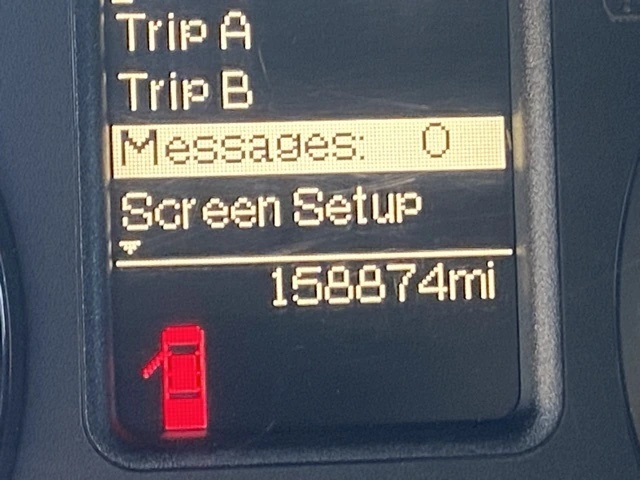 Trip A
Trip B
Messages: 0
Screen Setup
158874mi